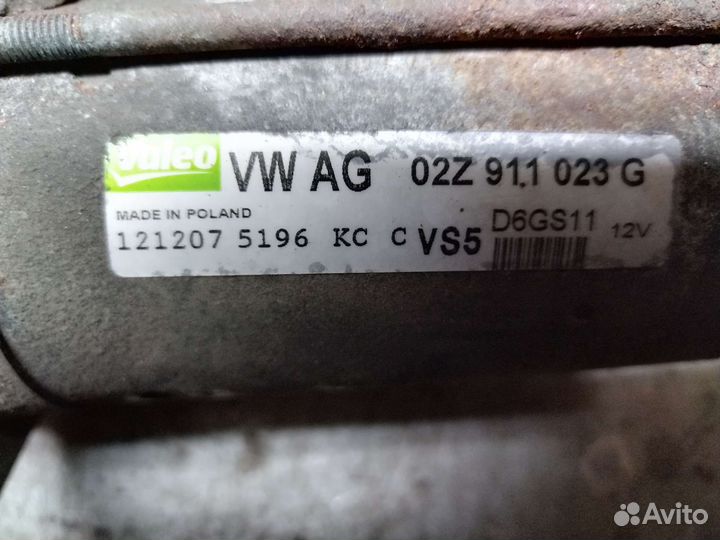 Valeo VW AG 02Z 911 023 G
MADE IN POLAND
121207 5196 KC C VS5 D6GS11 12V
Avito